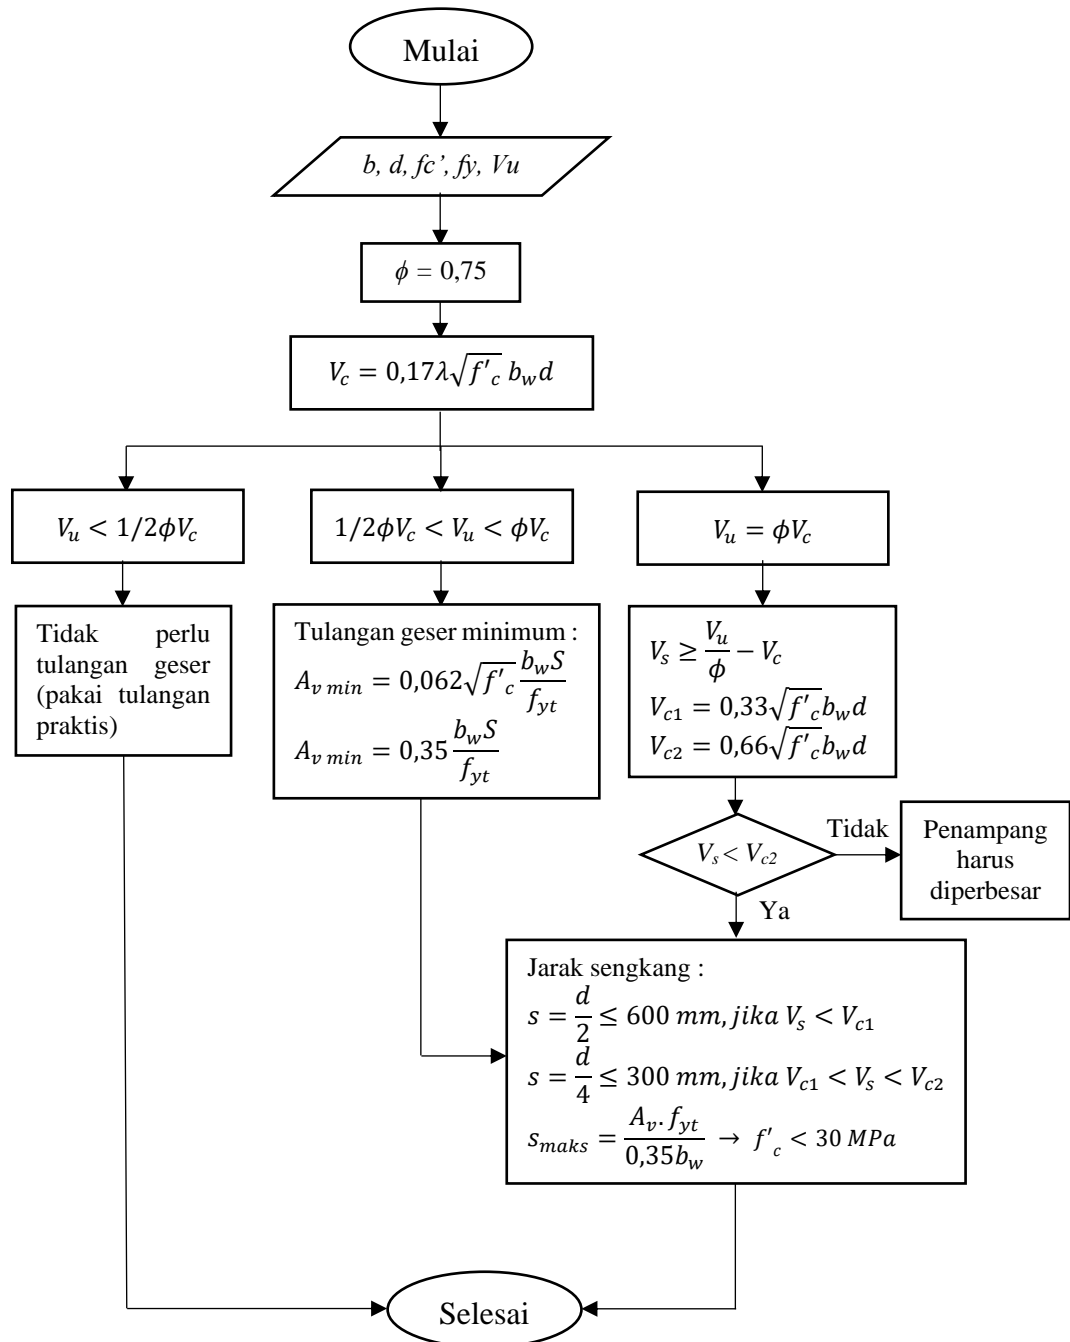 Mulai
b, d, fc’, fy, Vu
ϕ = 0,75
V_c = 0,17λ√f′_c b_w d
V_u < 1/2ϕV_c
1/2ϕV_c < V_u < ϕV_c
V_u = ϕV_c
Tidak perlu
tulangan geser
(pakai tulangan
praktis)
Tulangan geser minimum :
A_{v min} = 0,062√f′_c b_w S / f_yt
A_{v min} = 0,35 b_w S / f_yt
V_s ≥ V_u / ϕ − V_c
V_c1 = 0,33√f′_c b_w d
V_c2 = 0,66√f′_c b_w d
V_s < V_c2
Tidak
Penampang
harus
diperbesar
Ya
Jarak sengkang :
s = d/2 ≤ 600 mm, jika V_s < V_c1
s = d/4 ≤ 300 mm, jika V_c1 < V_s < V_c2
s_maks = A_v. f_yt / 0,35b_w → f′_c < 30 MPa
Selesai